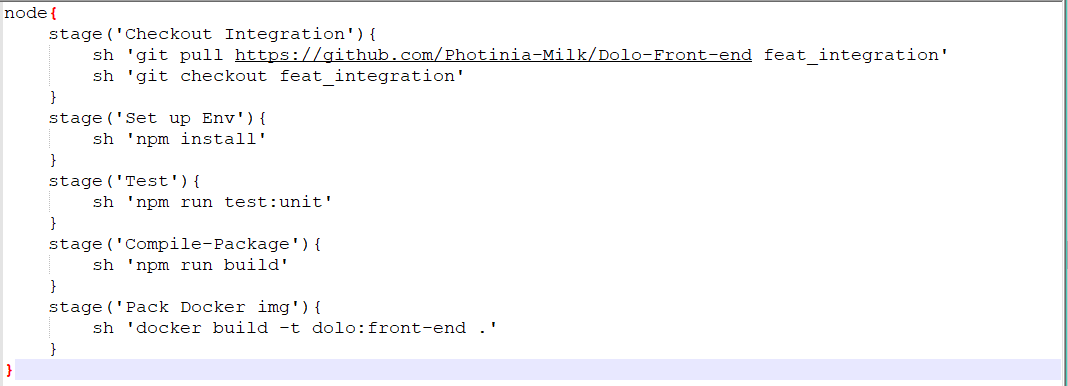 node{
    stage('Checkout Integration'){
        sh 'git pull https://github.com/Photinia-Milk/Dolo-Front-end feat_integration'
        sh 'git checkout feat_integration'
    }
    stage('Set up Env'){
        sh 'npm install'
    }
    stage('Test'){
        sh 'npm run test:unit'
    }
    stage('Compile-Package'){
        sh 'npm run build'
    }
    stage('Pack Docker img'){
        sh 'docker build -t dolo:front-end .'
    }
}